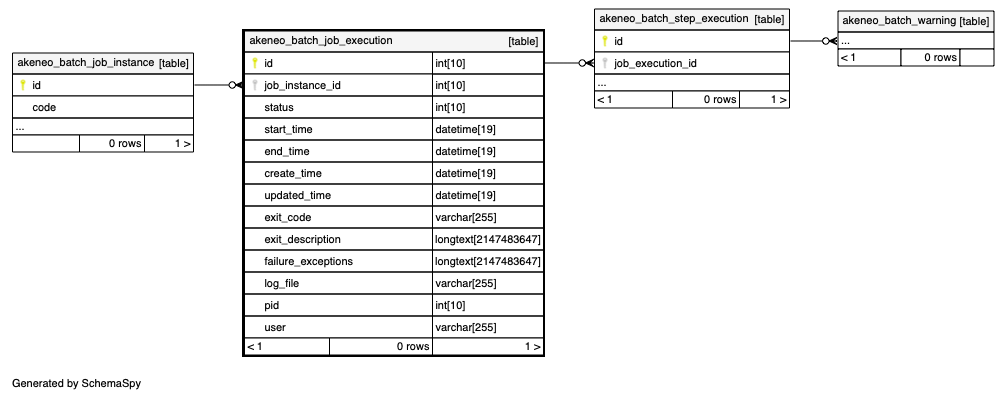 akeneo_batch_job_instance [table]
id
code
...
0 rows 1 >
akeneo_batch_job_execution [table]
id int[10]
job_instance_id int[10]
status int[10]
start_time datetime[19]
end_time datetime[19]
create_time datetime[19]
updated_time datetime[19]
exit_code varchar[255]
exit_description longtext[2147483647]
failure_exceptions longtext[2147483647]
log_file varchar[255]
pid int[10]
user varchar[255]
< 1 0 rows 1 >
akeneo_batch_step_execution [table]
id
job_execution_id
...
< 1 0 rows 1 >
akeneo_batch_warning [table]
...
< 1 0 rows
Generated by SchemaSpy